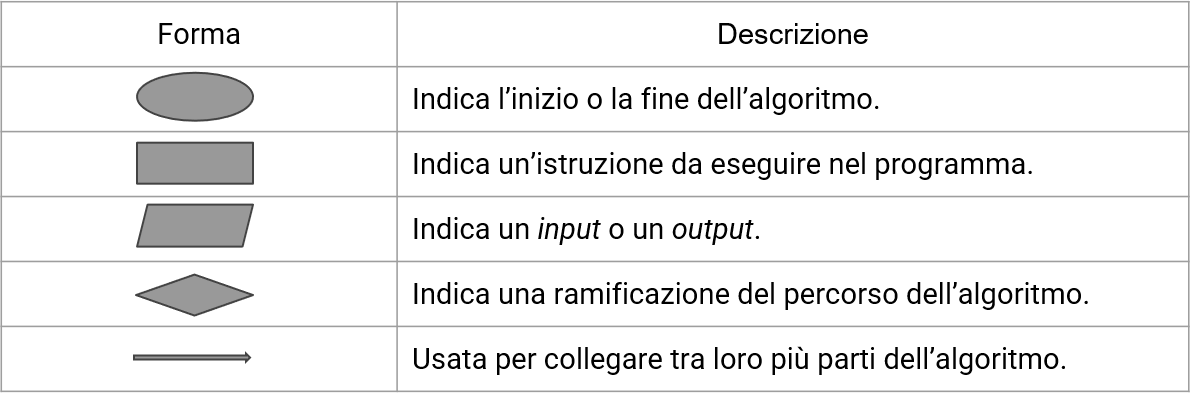 Forma
Descrizione
Indica l’inizio o la fine dell’algoritmo.
Indica un’istruzione da eseguire nel programma.
Indica un input o un output.
Indica una ramificazione del percorso dell’algoritmo.
Usata per collegare tra loro più parti dell’algoritmo.